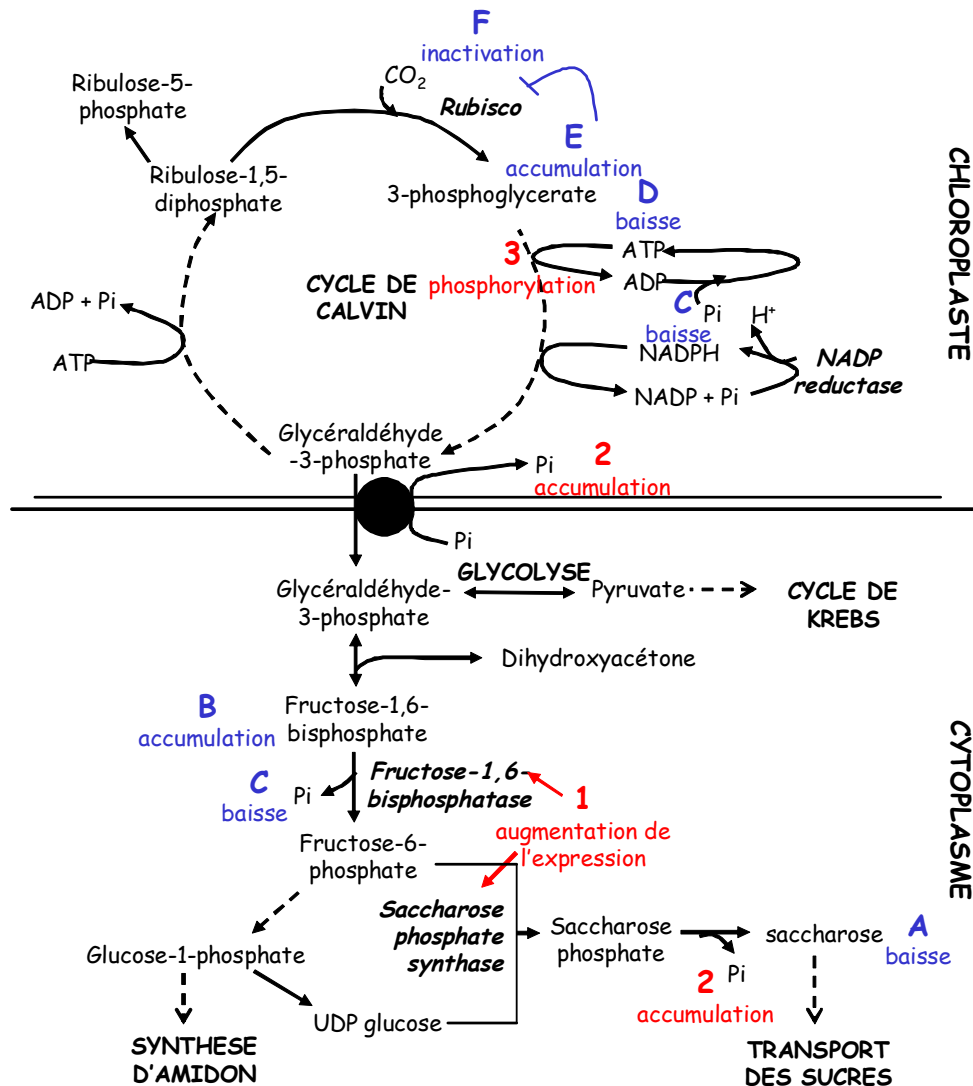 F
inactivation
CO2
Rubisco
Ribulose-5-
phosphate
E
accumulation
Ribulose-1,5-
diphosphate
3-phosphoglycerate
D
baisse
CHLOROPLASTE
3
phosphorylation
ATP
ADP
CYCLE DE
CALVIN
ADP + Pi
ATP
C
baisse
Pi
H+
NADPH
NADP + Pi
NADP
reductase
Glycéraldéhyde
-3-phosphate
Pi
2
accumulation
Pi
Glycéraldéhyde-
3-phosphate
GLYCOLYSE
Pyruvate
CYCLE DE
KREBS
Dihydroxyacétone
B
accumulation
Fructose-1,6-
bisphosphate
CYTOPLASME
C
baisse
Pi
Fructose-1,6-
bisphosphatase
1
augmentation de
l'expression
Fructose-6-
phosphate
Saccharose
phosphate
synthase
Saccharose
phosphate
saccharose
A
baisse
Glucose-1-phosphate
Pi
2
accumulation
UDP glucose
SYNTHESE
D'AMIDON
TRANSPORT
DES SUCRES